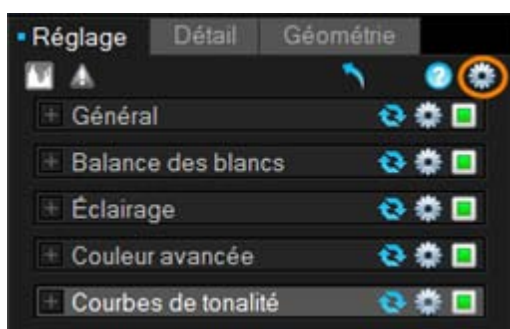 Réglage Détail Géométrie
Général
Balance des blancs
Éclairage
Couleur avancée
Courbes de tonalité